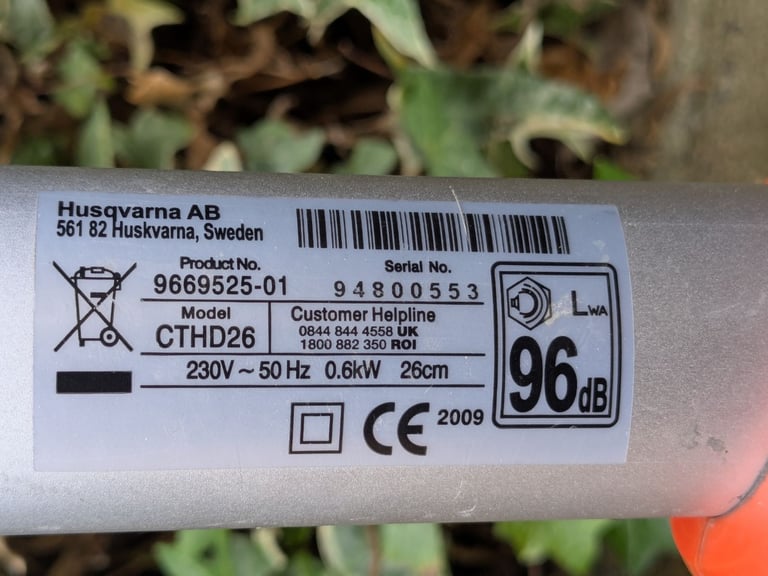 Husqvarna AB
561 82 Huskvarna, Sweden
Product No.
9669525-01
Serial No.
94800553
Model
CTHD26
Customer Helpline
0844 844 4558 UK
1800 882 350 ROI
230V ~ 50 Hz 0.6kW 26cm
LWA
96dB
CE 2009